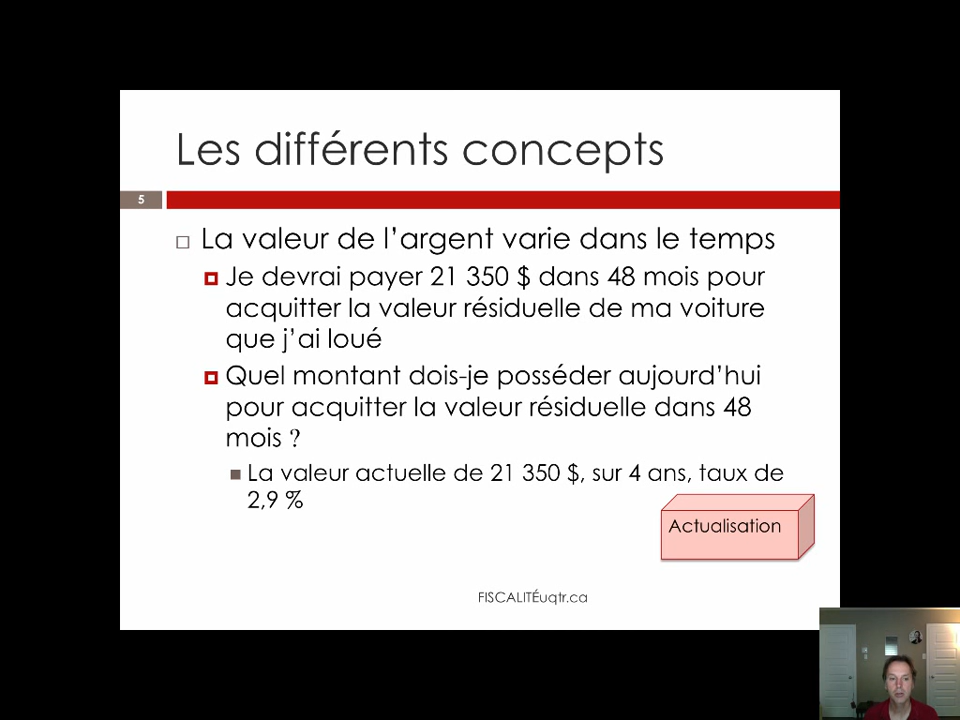 Les différents concepts
5
La valeur de l'argent varie dans le temps
Je devrai payer 21 350 $ dans 48 mois pour
acquitter la valeur résiduelle de ma voiture
que j'ai loué
Quel montant dois-je posséder aujourd'hui
pour acquitter la valeur résiduelle dans 48
mois ?
La valeur actuelle de 21 350 $, sur 4 ans, taux de
2,9 %
Actualisation
FISCALITÉuqtr.ca